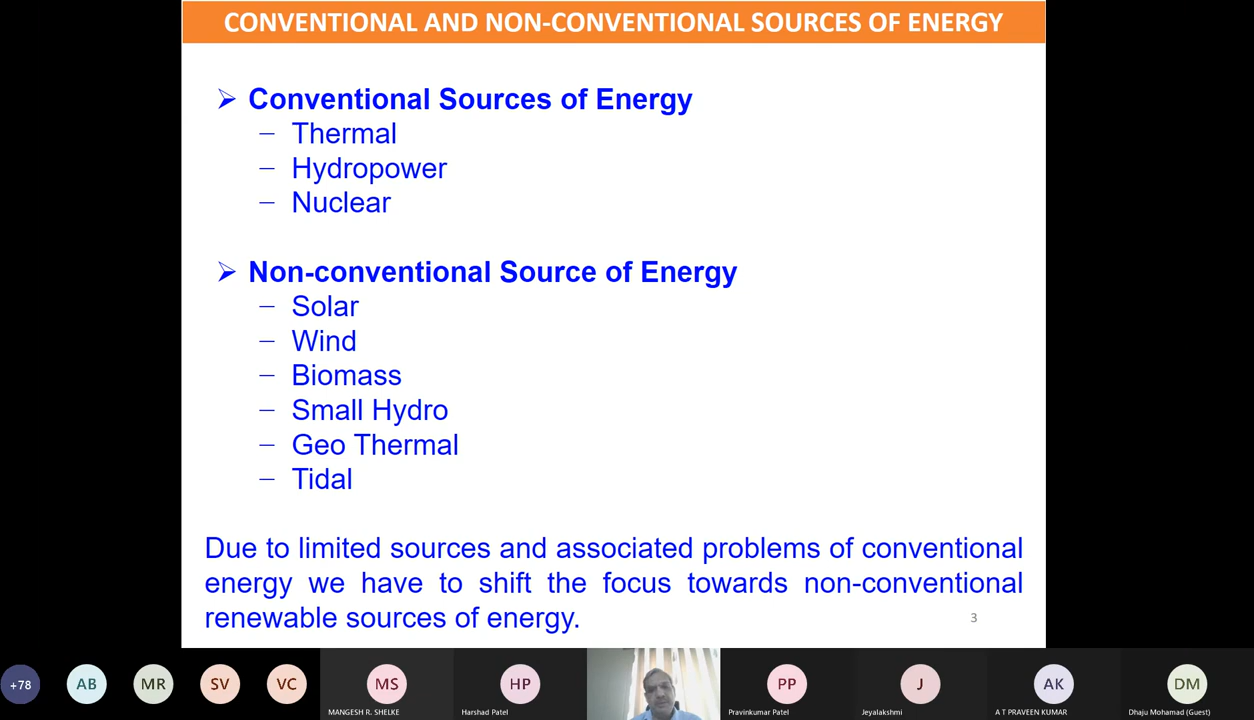 CONVENTIONAL AND NON-CONVENTIONAL SOURCES OF ENERGY
➢ Conventional Sources of Energy
– Thermal
– Hydropower
– Nuclear
➢ Non-conventional Source of Energy
– Solar
– Wind
– Biomass
– Small Hydro
– Geo Thermal
– Tidal
Due to limited sources and associated problems of conventional
energy we have to shift the focus towards non-conventional
renewable sources of energy.
3
+78 AB MR SV VC MS HP PP J AK DM
MANGESH R. SHELKE Harshad Patel Pravinkumar Patel Jeyalakshmi A T PRAVEEN KUMAR Dhaju Mohamad (Guest)